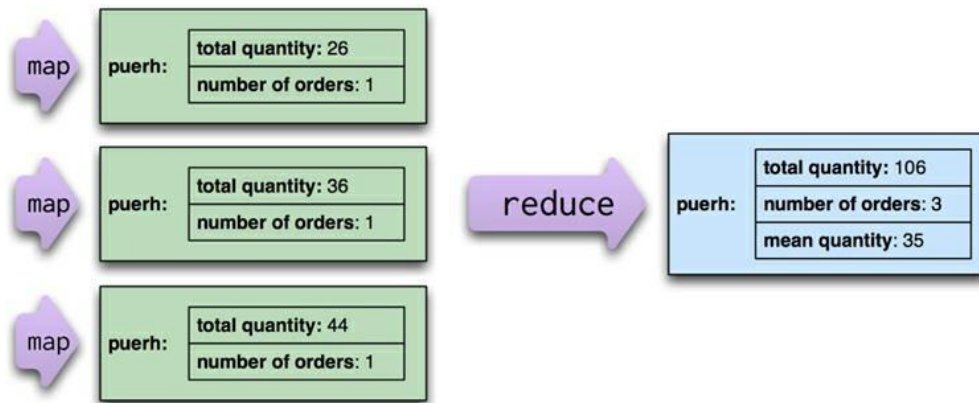 map
puerh:
total quantity: 26
number of orders: 1
map
puerh:
total quantity: 36
number of orders: 1
map
puerh:
total quantity: 44
number of orders: 1
reduce
puerh:
total quantity: 106
number of orders: 3
mean quantity: 35